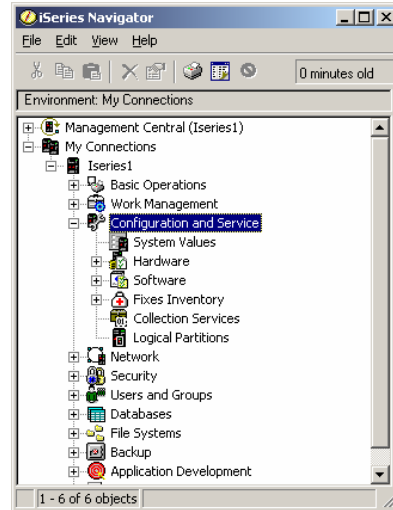 iSeries Navigator
File Edit View Help
0 minutes old
Environment: My Connections
Management Central (Iseries1)
My Connections
Iseries1
Basic Operations
Work Management
Configuration and Service
System Values
Hardware
Software
Fixes Inventory
Collection Services
Logical Partitions
Network
Security
Users and Groups
Databases
File Systems
Backup
Application Development
1 - 6 of 6 objects